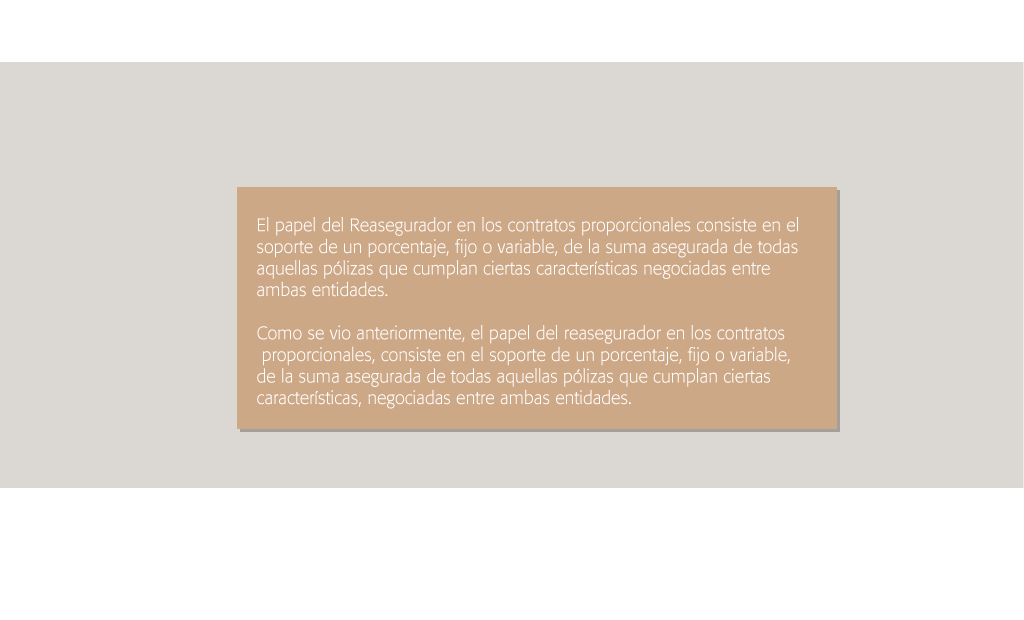 El papel del Reasegurador en los contratos proporcionales consiste en el
soporte de un porcentaje, fijo o variable, de la suma asegurada de todas
aquellas pólizas que cumplan ciertas características negociadas entre
ambas entidades.
Como se vio anteriormente, el papel del reasegurador en los contratos
proporcionales, consiste en el soporte de un porcentaje, fijo o variable,
de la suma asegurada de todas aquellas pólizas que cumplan ciertas
características, negociadas entre ambas entidades.